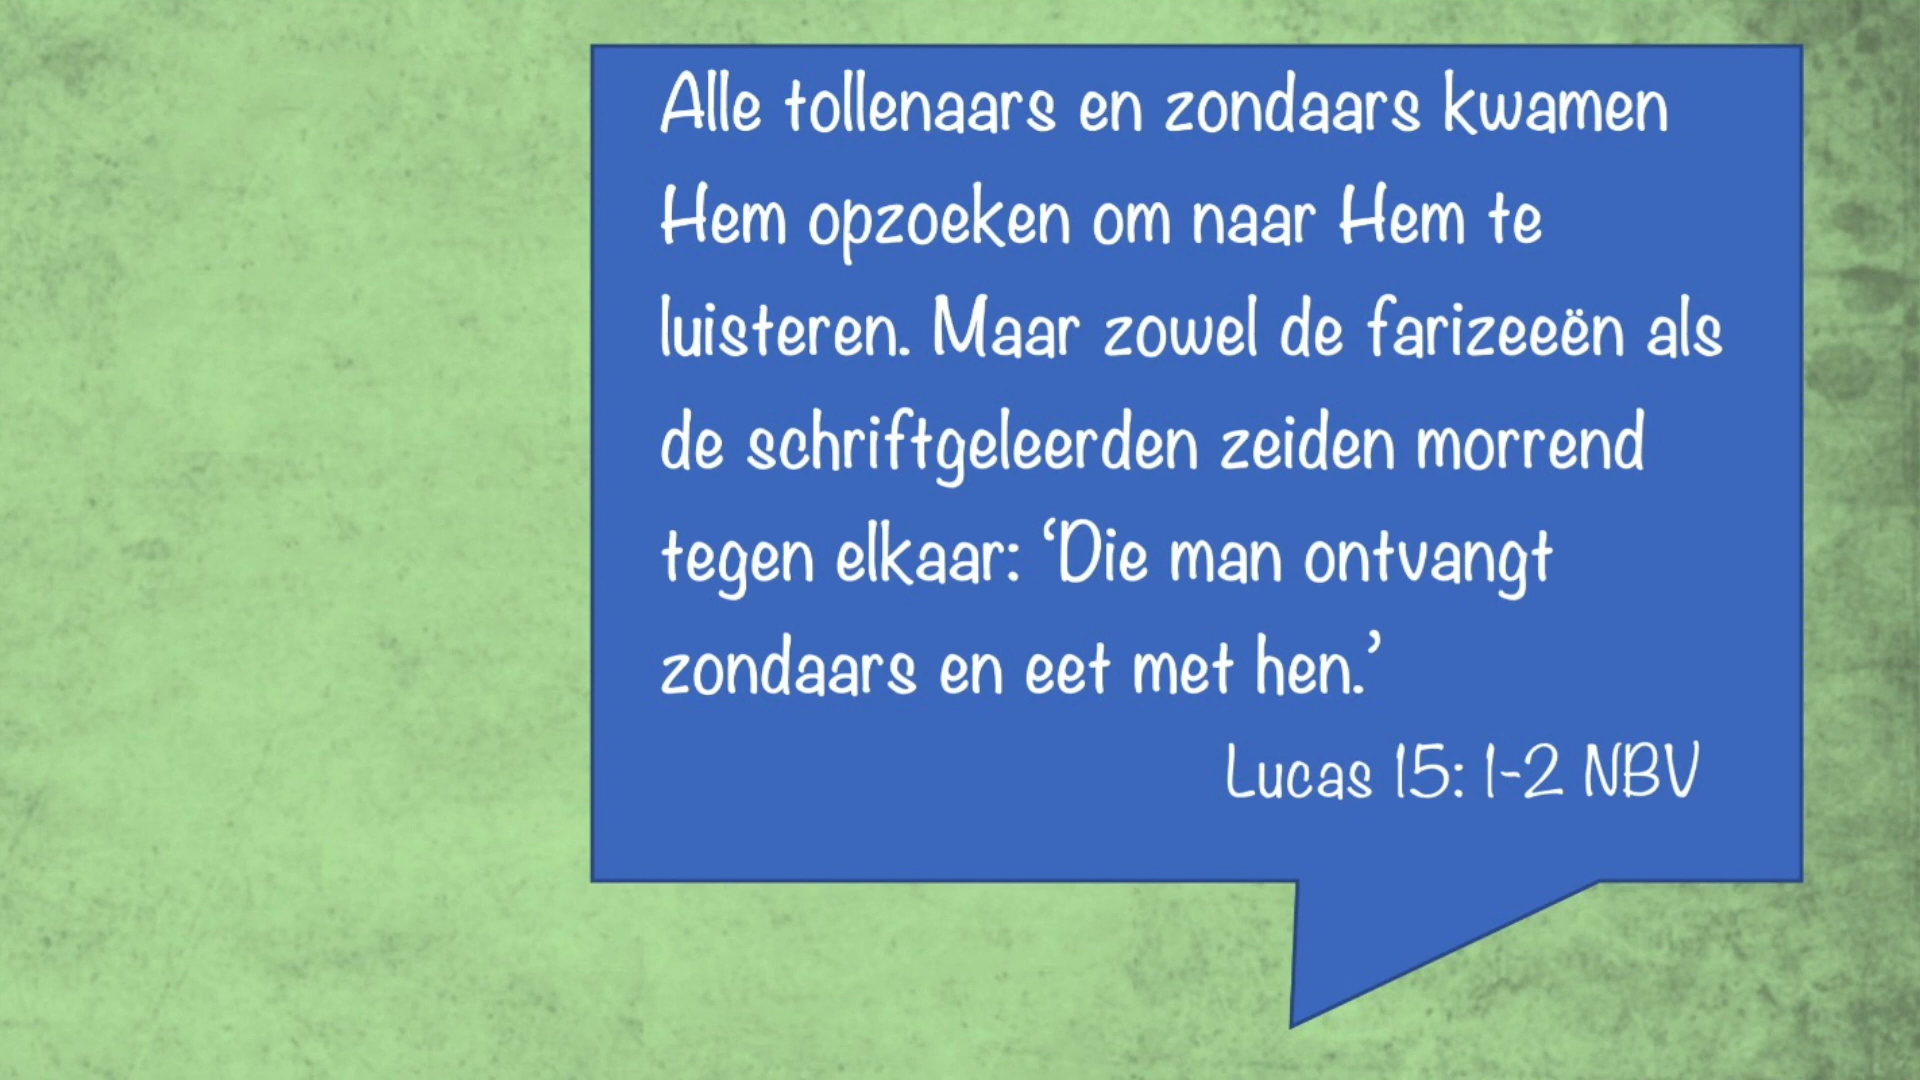 Alle tollenaars en zondaars kwamen
Hem opzoeken om naar Hem te
luisteren. Maar zowel de farizeeën als
de schriftgeleerden zeiden morrend
tegen elkaar: ‘Die man ontvangt
zondaars en eet met hen.’
Lucas 15: 1-2 NBV